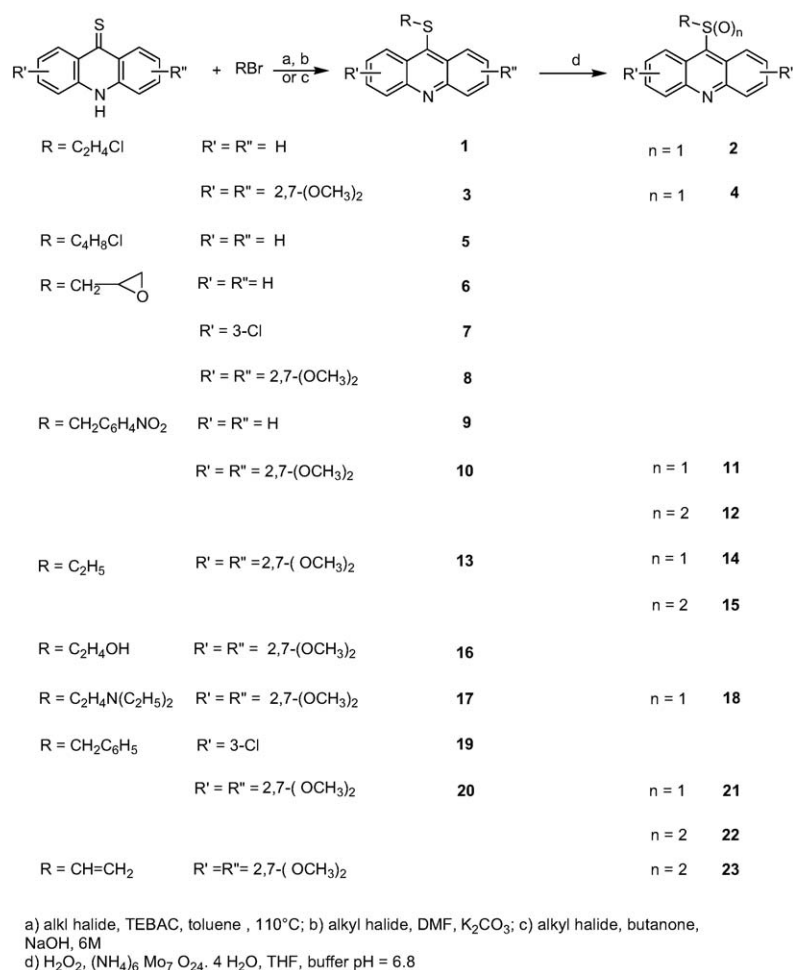 S
R' R" N H + RBr a, b or c R S R' R" N d R S(O)n R' R' N
R = C2H4Cl R' = R" = H 1 n = 1 2
R' = R" = 2,7-(OCH3)2 3 n = 1 4
R = C4H8Cl R' = R" = H 5
R = CH2 O R' = R"= H 6
R' = 3-Cl 7
R' = R" = 2,7-(OCH3)2 8
R = CH2C6H4NO2 R' = R" = H 9
R' = R" = 2,7-(OCH3)2 10 n = 1 11
n = 2 12
R = C2H5 R' = R" =2,7-( OCH3)2 13 n = 1 14
n = 2 15
R = C2H4OH R' = R" = 2,7-(OCH3)2 16
R = C2H4N(C2H5)2 R' = R" = 2,7-(OCH3)2 17 n = 1 18
R = CH2C6H5 R' = 3-Cl 19
R' = R" = 2,7-( OCH3)2 20 n = 1 21
n = 2 22
R = CH=CH2 R' =R"= 2,7-( OCH3)2 n = 2 23
a) alkl halide, TEBAC, toluene , 110°C; b) alkyl halide, DMF, K2CO3; c) alkyl halide, butanone,
NaOH, 6M
d) H2O2, (NH4)6 Mo7 O24. 4 H2O, THF, buffer pH = 6.8